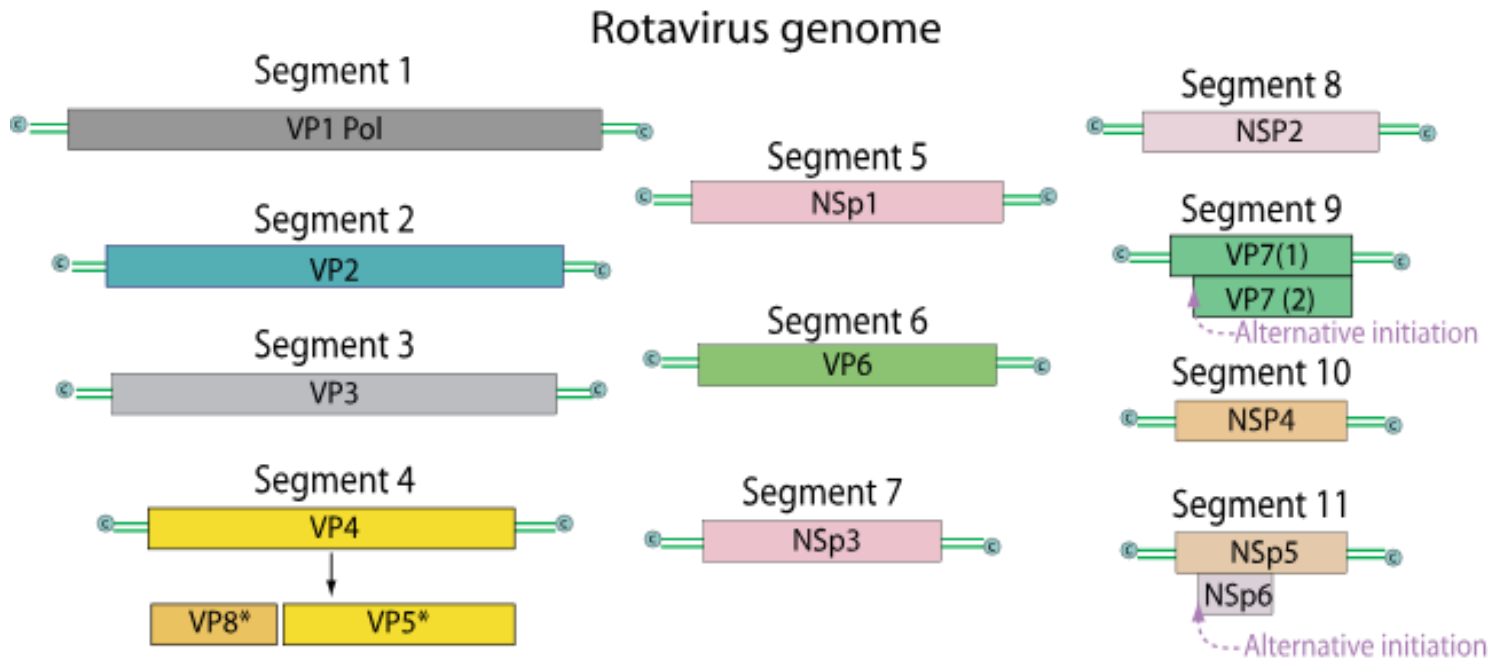 Rotavirus genome
Segment 1
C
VP1 Pol
C
Segment 2
C
VP2
C
Segment 3
C
VP3
C
Segment 4
C
VP4
C
VP8*
VP5*
Segment 5
C
NSp1
C
Segment 6
C
VP6
C
Segment 7
C
NSp3
C
Segment 8
C
NSP2
C
Segment 9
C
VP7(1)
C
VP7 (2)
Alternative initiation
Segment 10
C
NSP4
C
Segment 11
C
NSp5
C
NSp6
Alternative initiation